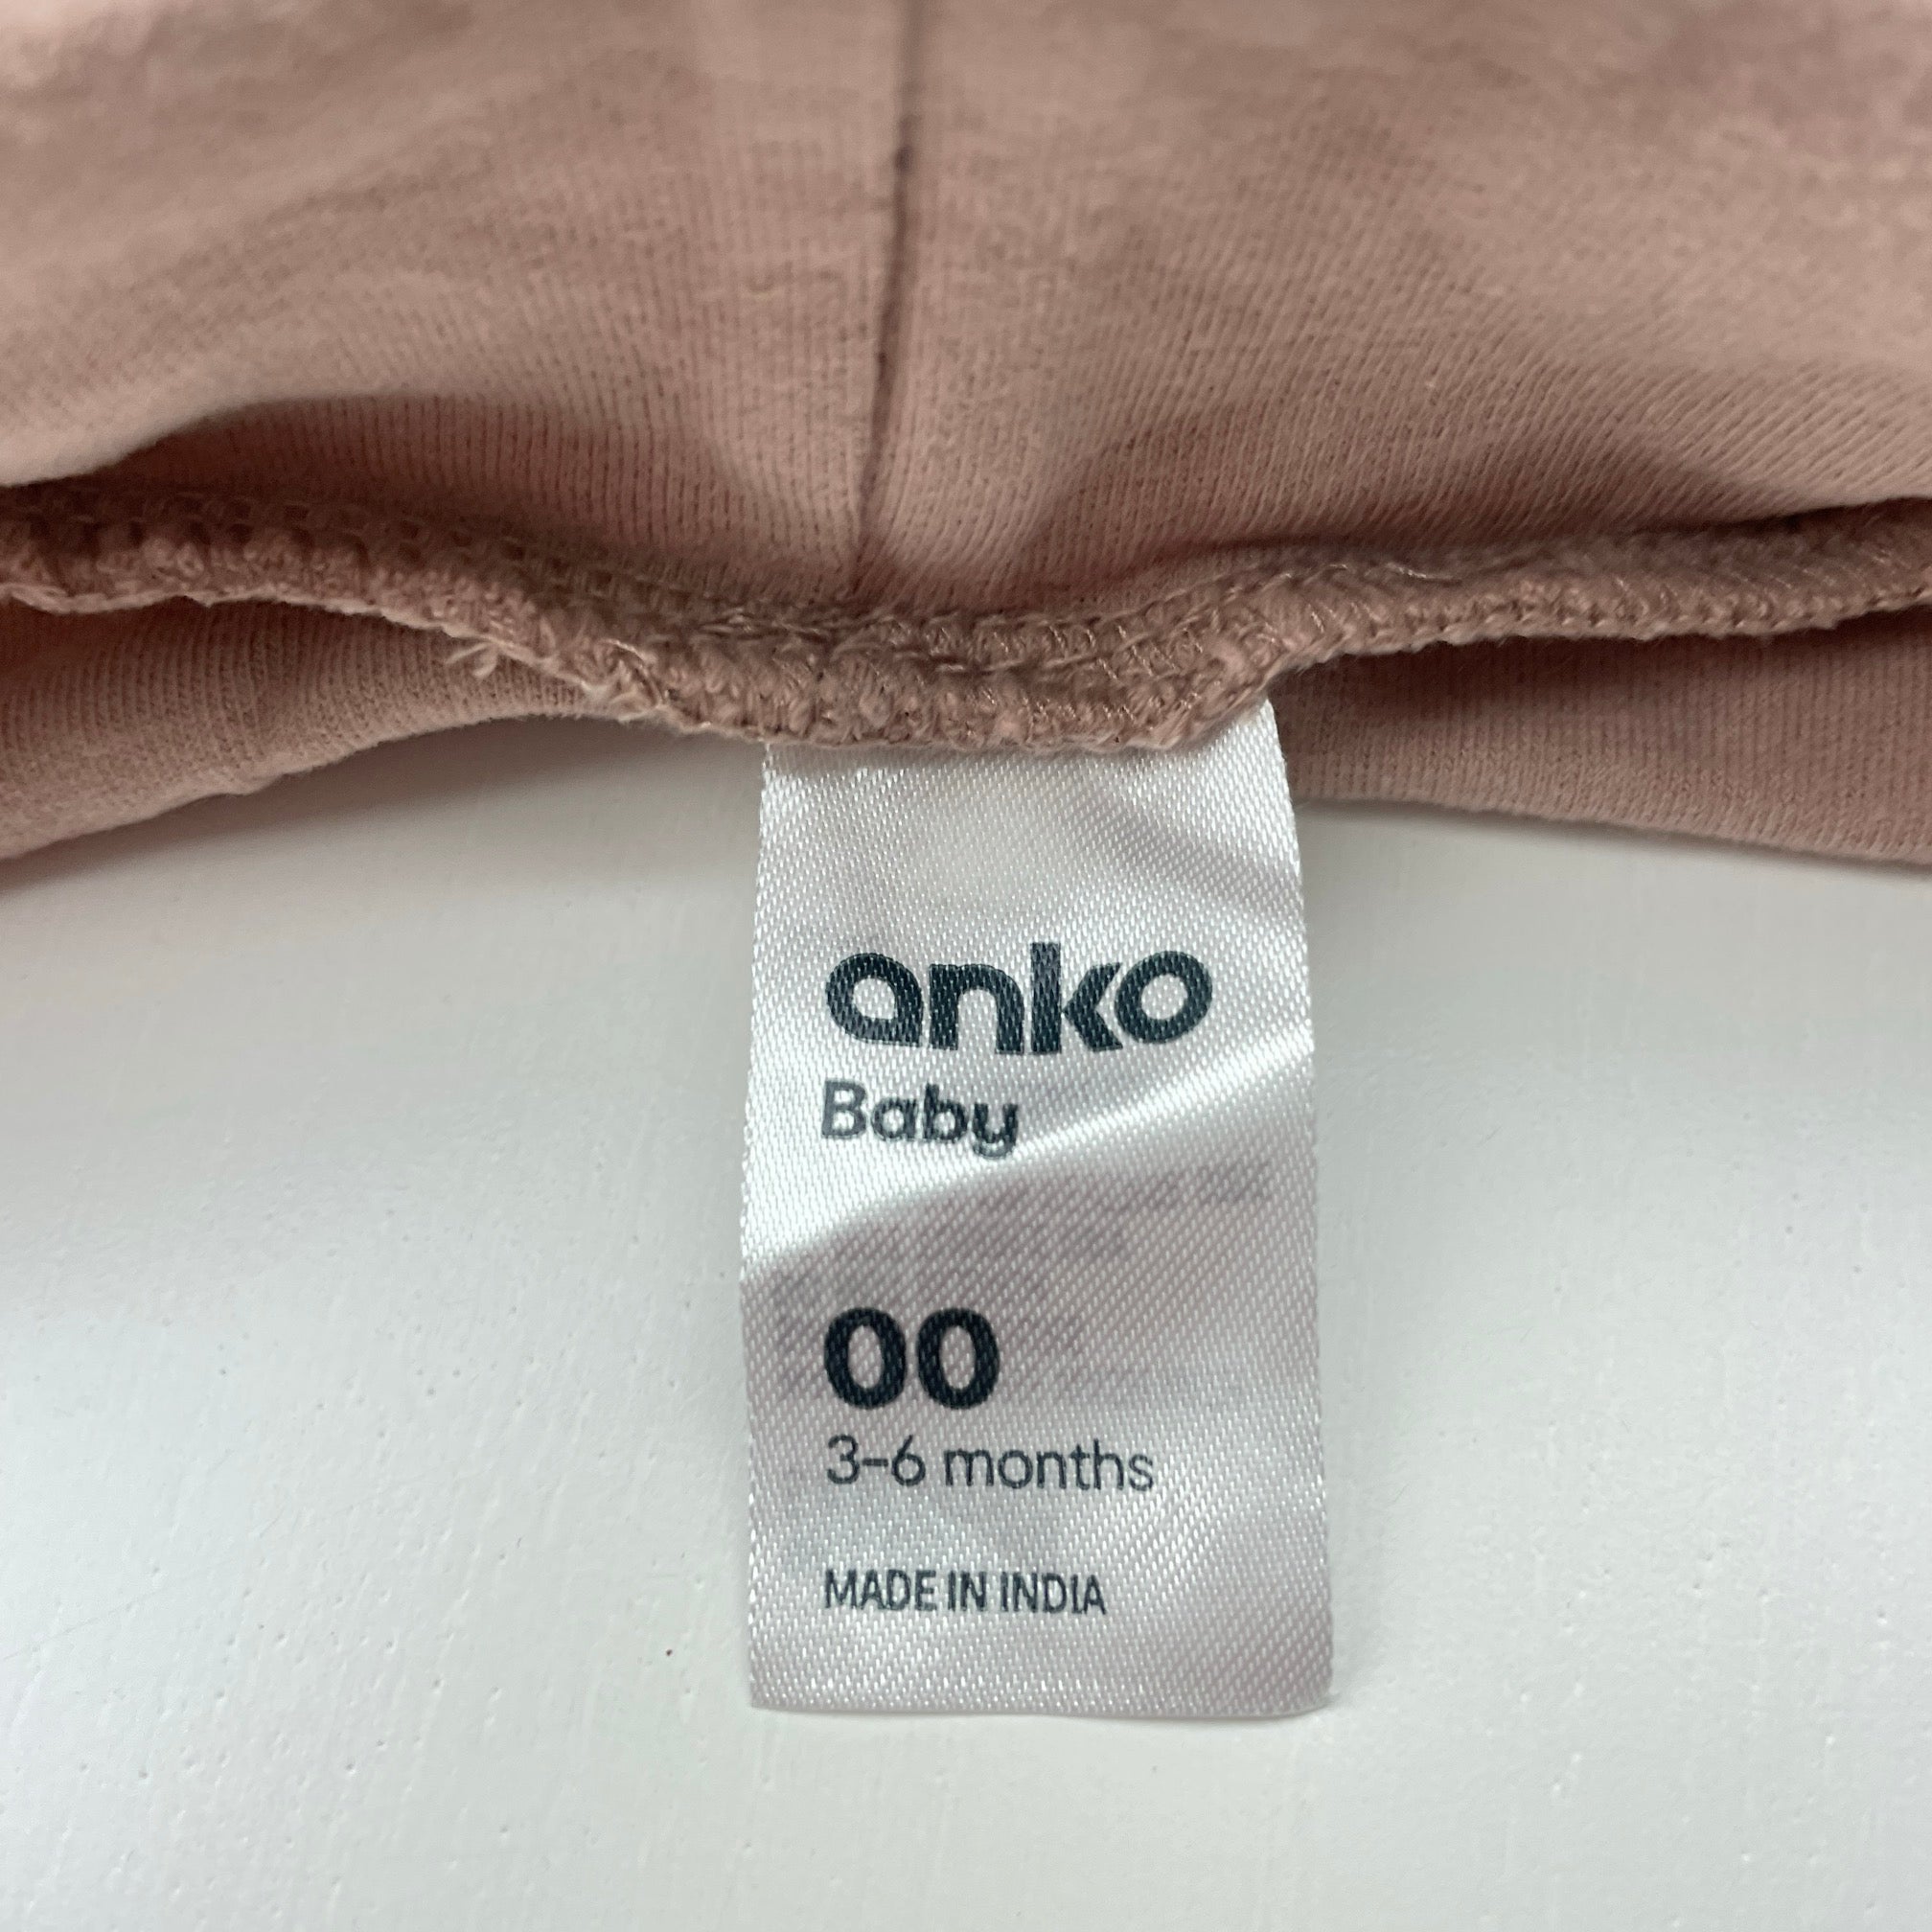 anko
Baby
00
3-6 months
MADE IN INDIA